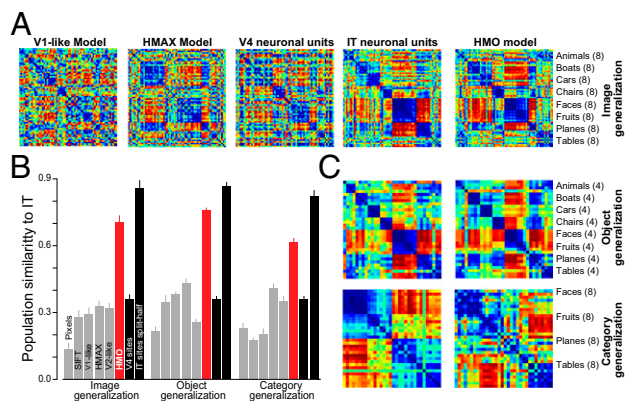 A
V1-like Model
HMAX Model
V4 neuronal units
IT neuronal units
HMO model
Animals (8)
Boats (8)
Cars (8)
Chairs (8)
Faces (8)
Fruits (8)
Planes (8)
Tables (8)
Image
generalization
B
Population similarity to IT
0.9
0.6
0.3
0.0
Pixels
SIFT
V1-like
HMAX
V2-like
HMO
V4 sites
IT sites split-half
Image
generalization
Object
generalization
Category
generalization
C
Animals (4)
Boats (4)
Cars (4)
Chairs (4)
Faces (4)
Fruits (4)
Planes (4)
Tables (4)
Object
generalization
Faces (8)
Fruits (8)
Planes (8)
Tables (8)
Category
generalization